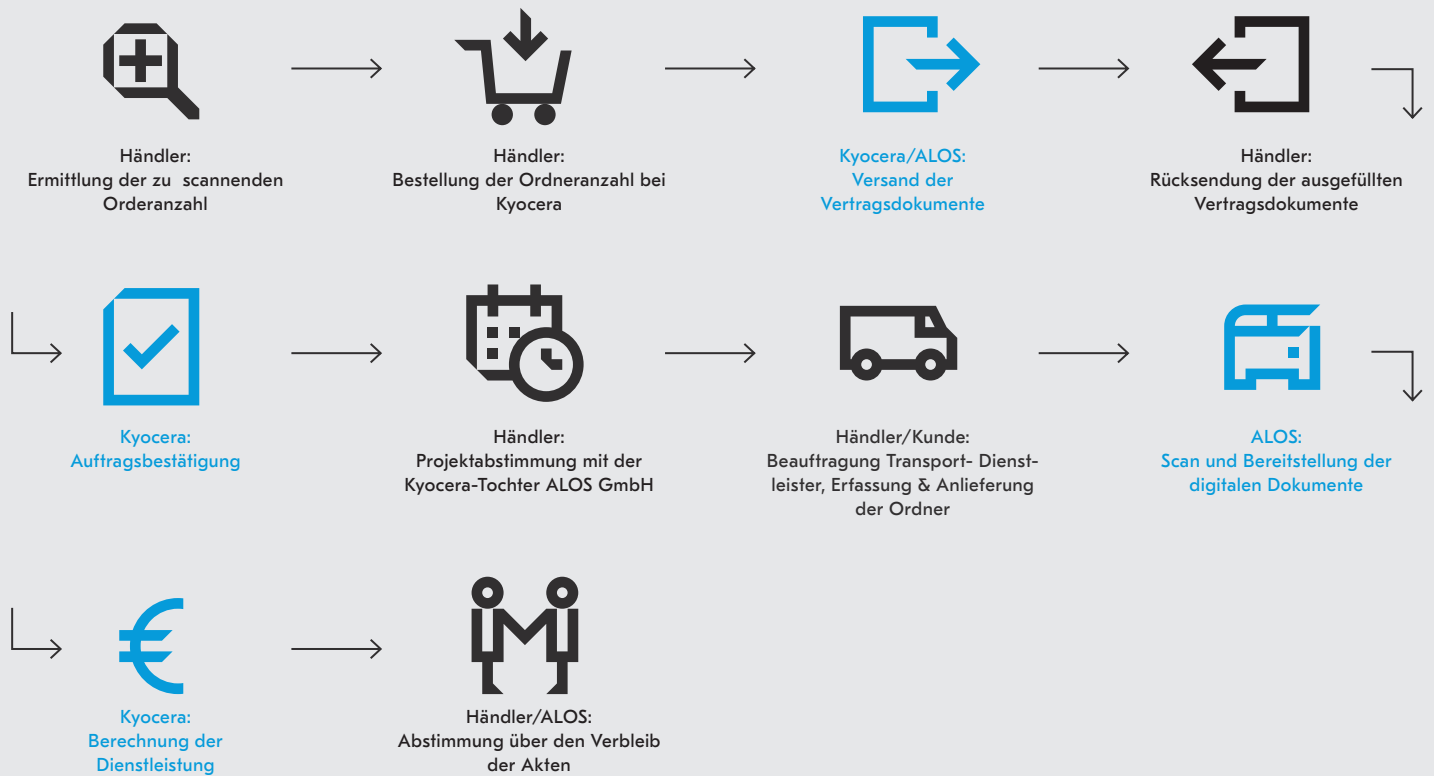 Händler:
Ermittlung der zu  scannenden
Orderanzahl
Händler:
Bestellung der Ordneranzahl bei
Kyocera
Kyocera/ALOS:
Versand der
Vertragsdokumente
Händler:
Rücksendung der ausgefüllten
Vertragsdokumente
Kyocera:
Auftragsbestätigung
Händler:
Projektabstimmung mit der
Kyocera-Tochter ALOS GmbH
Händler/Kunde:
Beauftragung Transport- Dienst-
leister, Erfassung & Anlieferung
der Ordner
ALOS:
Scan und Bereitstellung der
digitalen Dokumente
Kyocera:
Berechnung der
Dienstleistung
Händler/ALOS:
Abstimmung über den Verbleib
der Akten